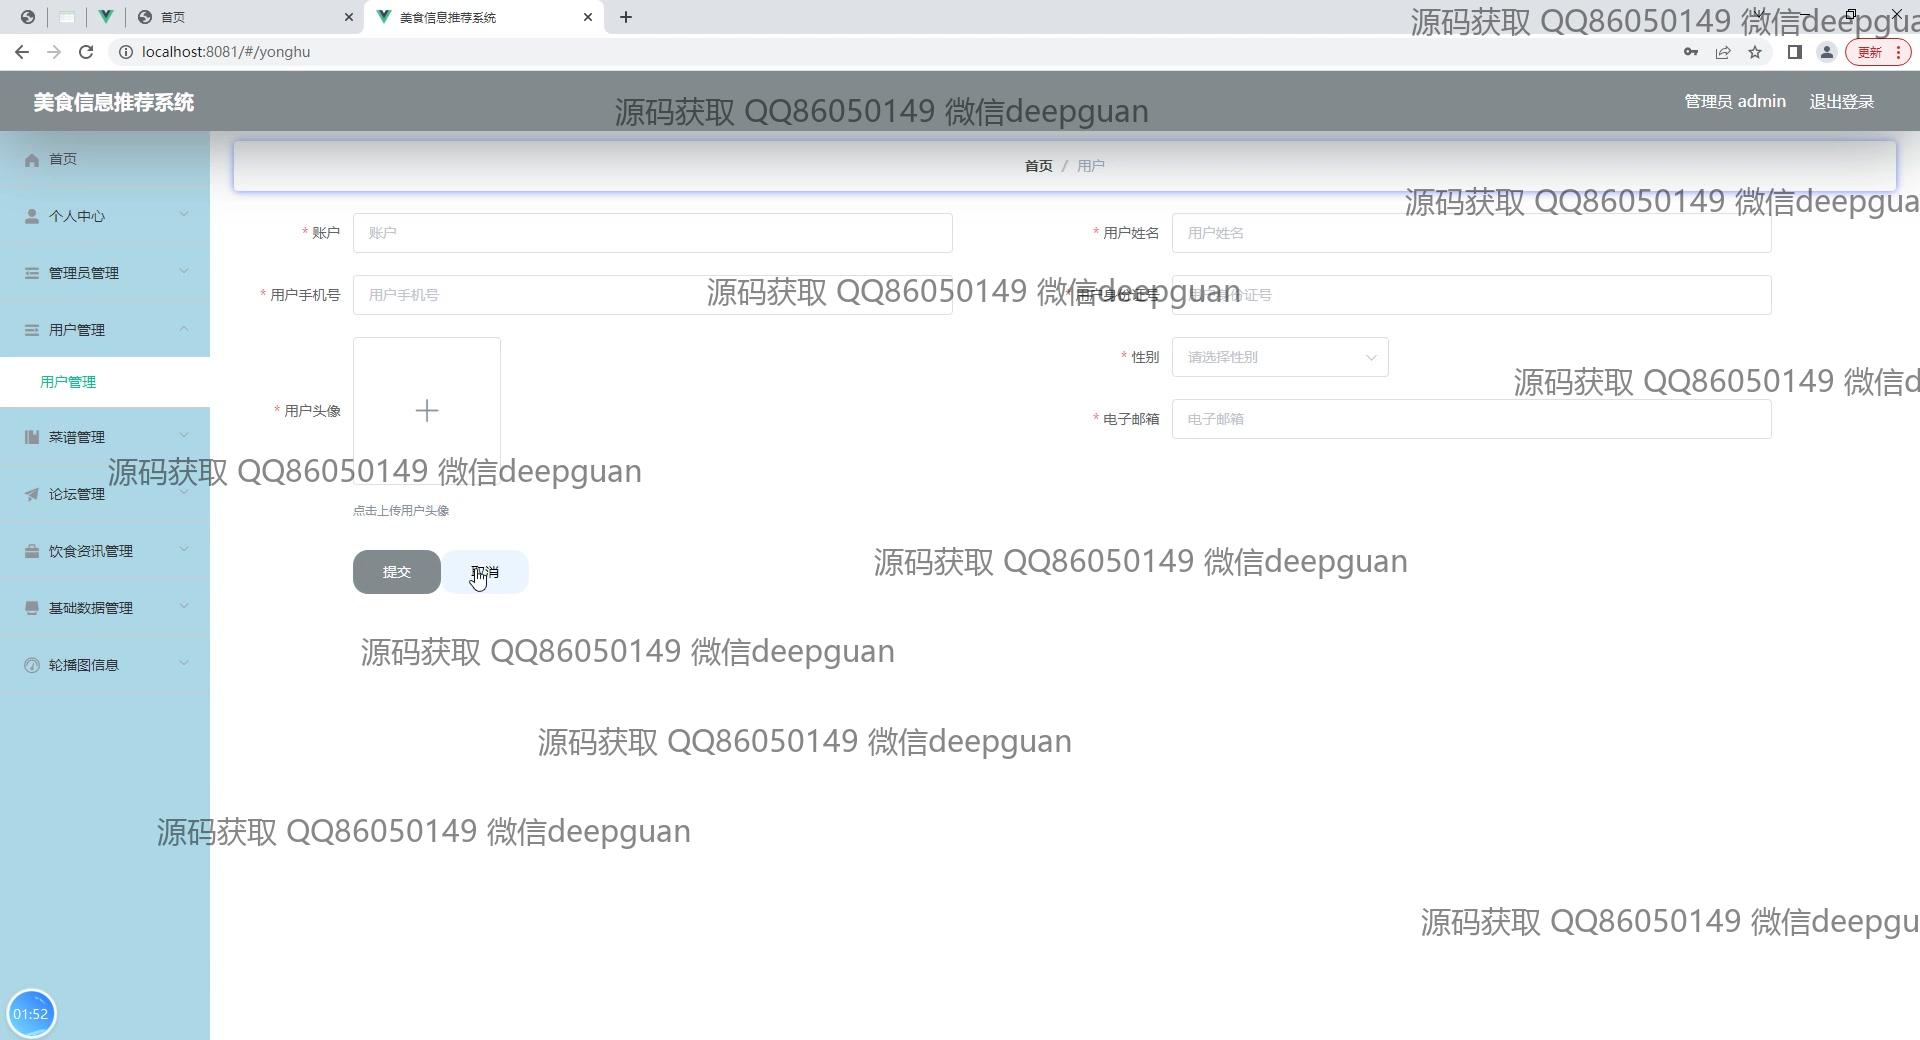 首页
美食信息推荐系统
源码获取 QQ86050149 微信deepgua
localhost:8081/#/yonghu
更新
美食信息推荐系统
源码获取 QQ86050149 微信deepguan
管理员 admin
退出登录
首页
首页 / 用户
个人中心
源码获取 QQ86050149 微信deepgua
* 账户
账户
* 用户姓名
用户姓名
管理员管理
* 用户手机号
用户手机号
源码获取 QQ86050149 微信deepguan
* 用户身份证号
用户身份证号
用户管理
* 性别
请选择性别
用户管理
源码获取 QQ86050149 微信d
* 用户头像
* 电子邮箱
电子邮箱
菜谱管理
源码获取 QQ86050149 微信deepguan
论坛管理
点击上传用户头像
饮食资讯管理
源码获取 QQ86050149 微信deepguan
提交
取消
基础数据管理
源码获取 QQ86050149 微信deepguan
轮播图信息
源码获取 QQ86050149 微信deepguan
源码获取 QQ86050149 微信deepguan
源码获取 QQ86050149 微信deepgu
01:52